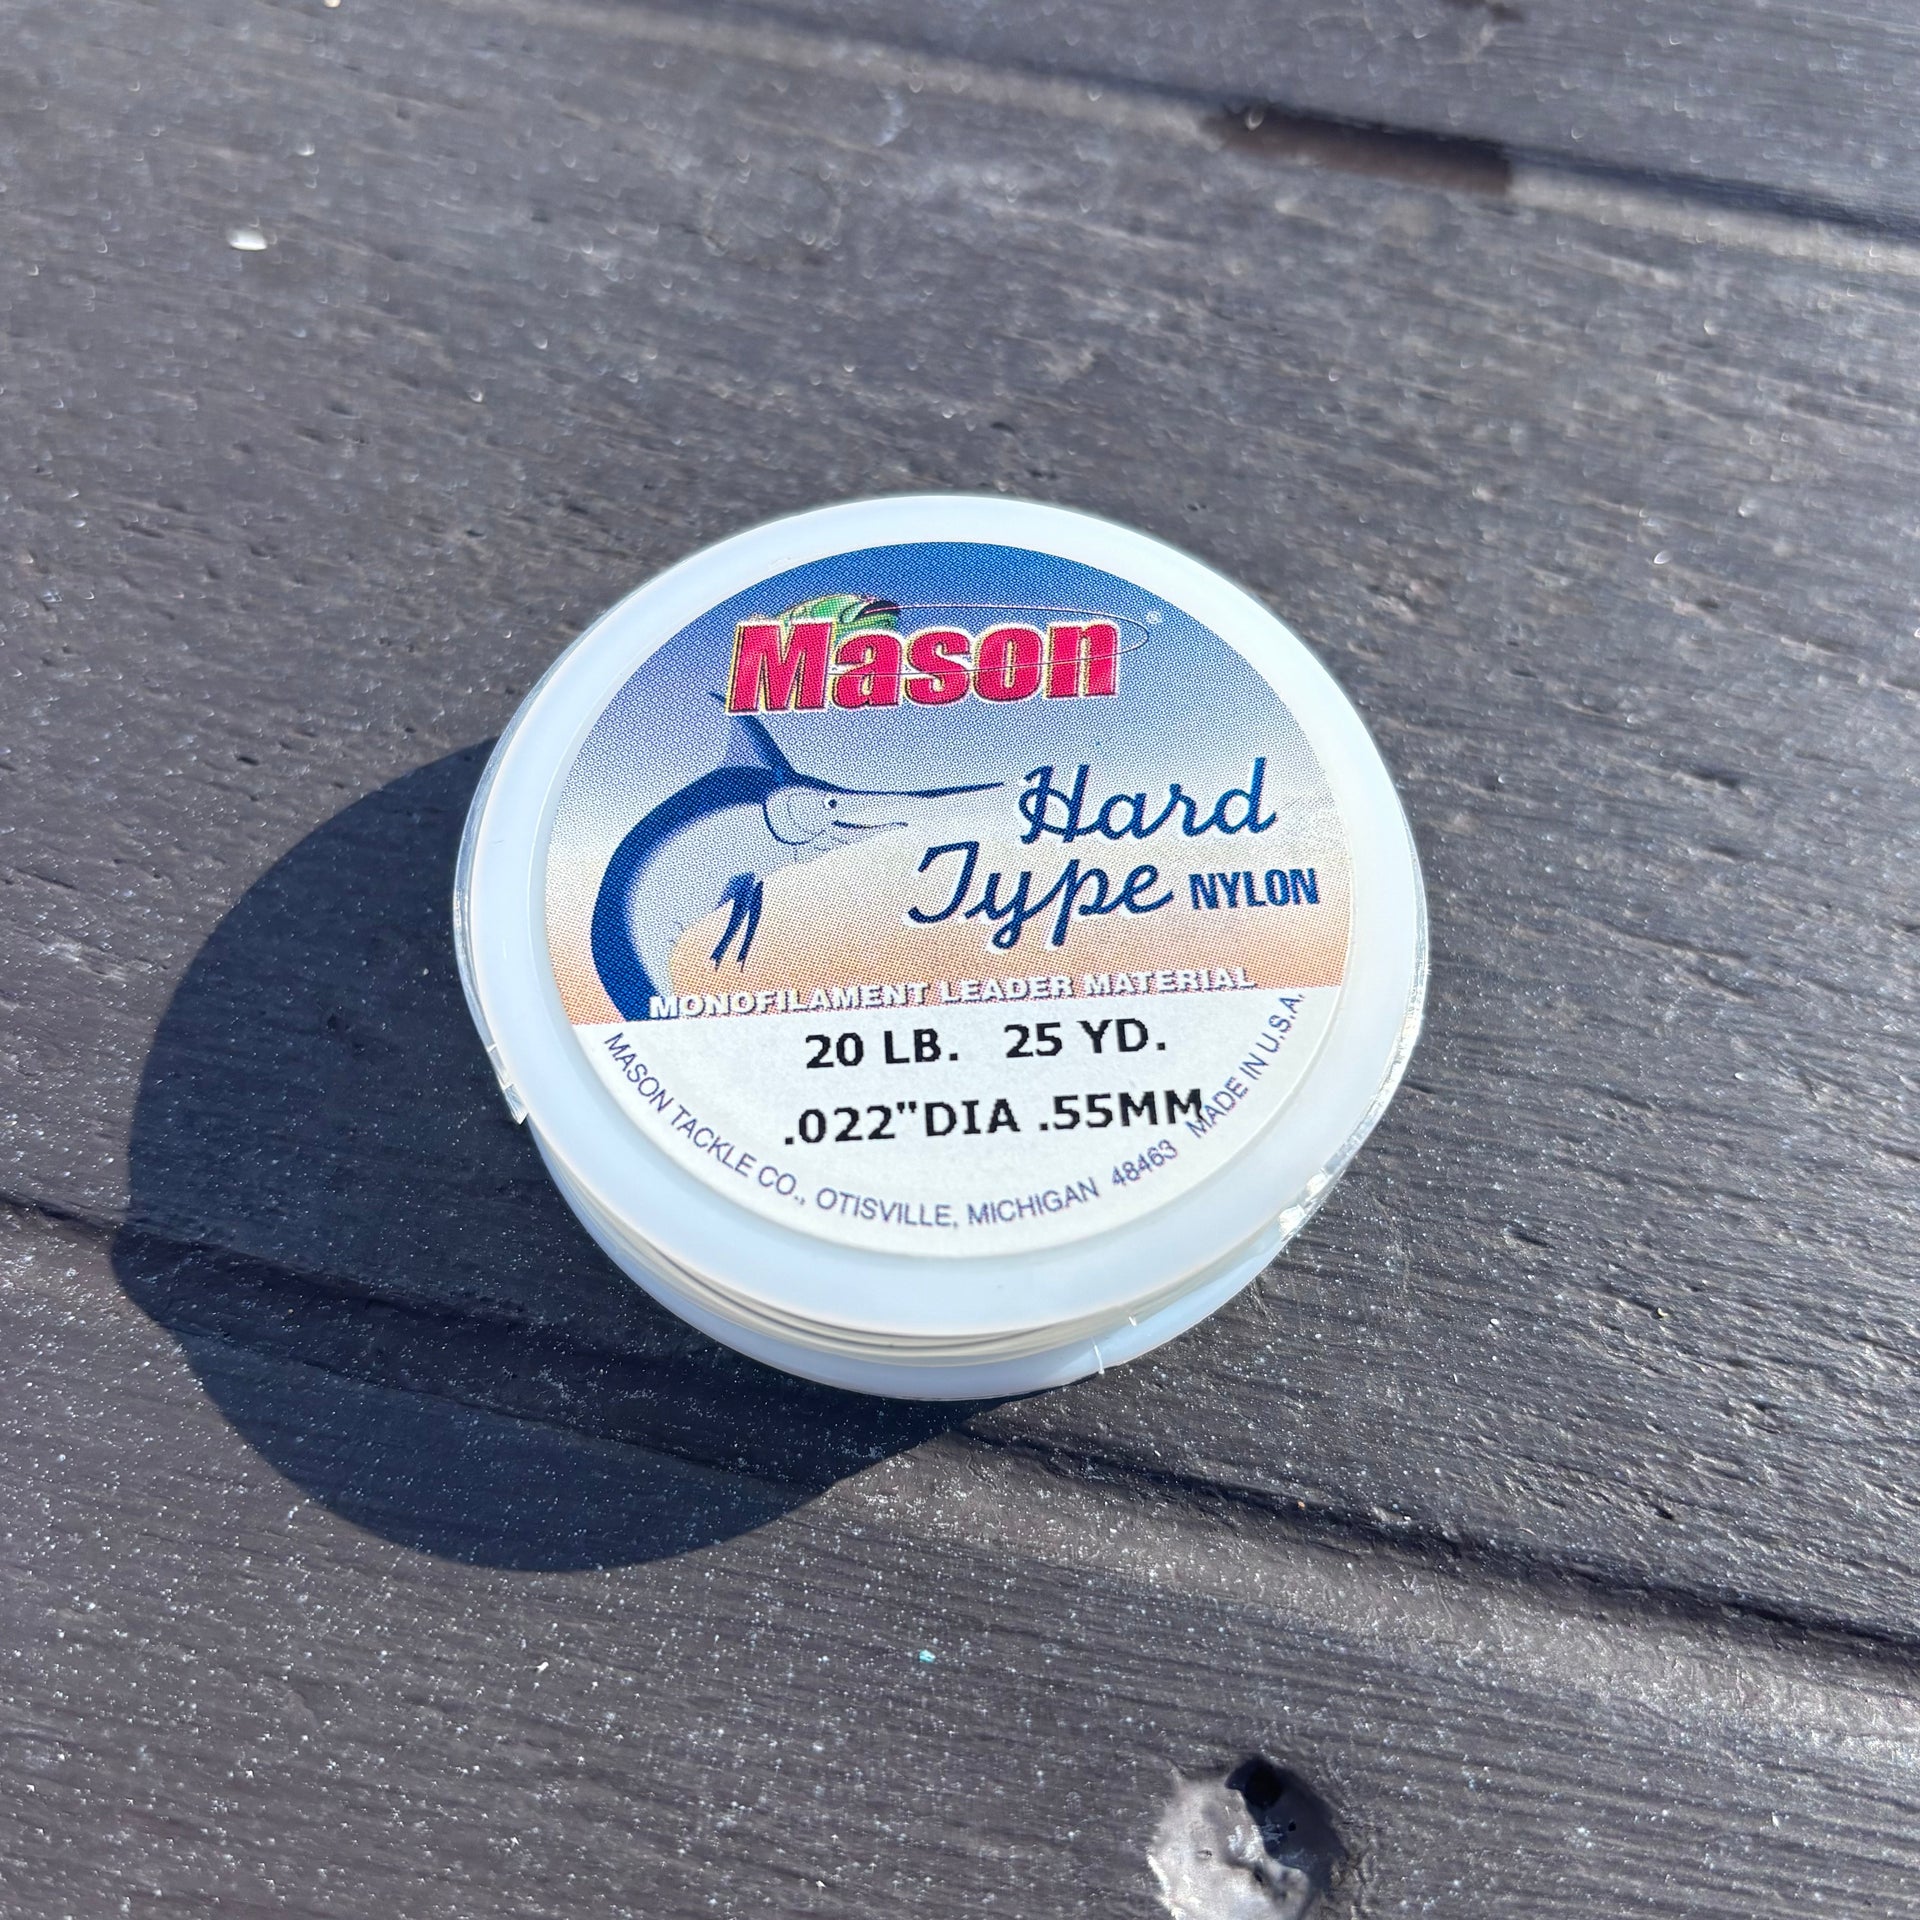 Mason®
Hard
Type NYLON
MONOFILAMENT LEADER MATERIAL
20 LB. 25 YD.
.022"DIA .55MM
MASON TACKLE CO., OTISVILLE, MICHIGAN 48463 MADE IN U.S.A.